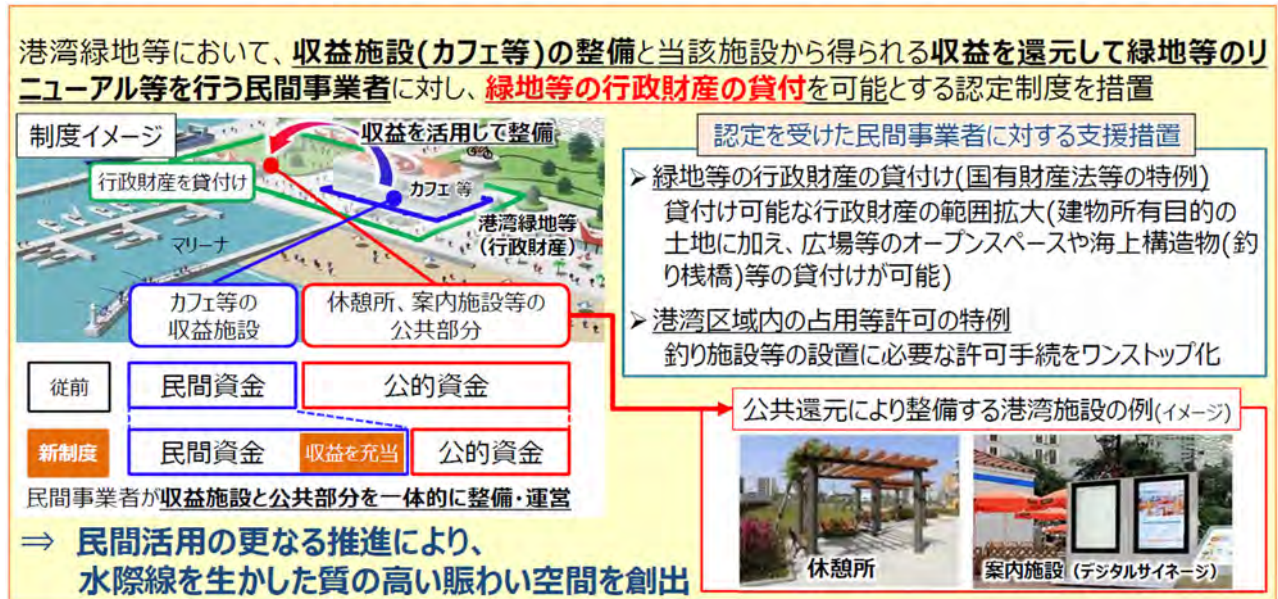 港湾緑地等において、収益施設(カフェ等)の整備と当該施設から得られる収益を還元して緑地等のリ
ニューアル等を行う民間事業者に対し、緑地等の行政財産の貸付を可能とする認定制度を措置
制度イメージ
収益を活用して整備
行政財産を貸付け
カフェ 等
港湾緑地等
(行政財産)
マリーナ
カフェ等の
収益施設
休憩所、案内施設等の
公共部分
従前
民間資金
公的資金
新制度
民間資金
収益を充当
公的資金
民間事業者が収益施設と公共部分を一体的に整備・運営
⇒ 民間活用の更なる推進により、
水際線を生かした質の高い賑わい空間を創出
認定を受けた民間事業者に対する支援措置
➢ 緑地等の行政財産の貸付け(国有財産法等の特例)
貸付け可能な行政財産の範囲拡大(建物所有目的の
土地に加え、広場等のオープンスペースや海上構造物(釣
り桟橋)等の貸付けが可能)
➢ 港湾区域内の占用等許可の特例
釣り施設等の設置に必要な許可手続をワンストップ化
公共還元により整備する港湾施設の例(イメージ)
休憩所
案内施設(デジタルサイネージ)